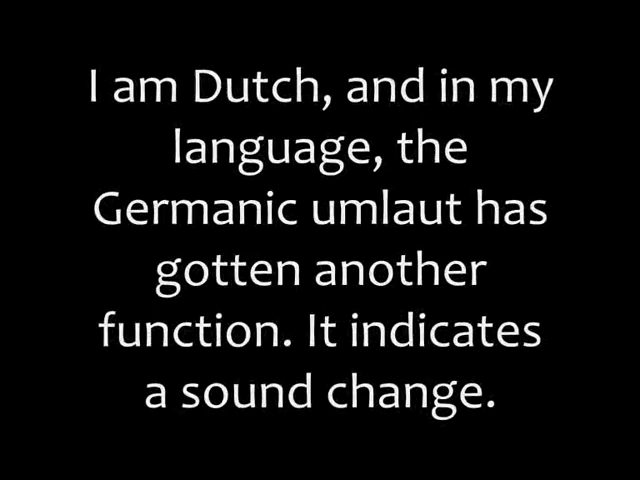 I am Dutch, and in my
language, the
Germanic umlaut has
gotten another
function. It indicates
a sound change.